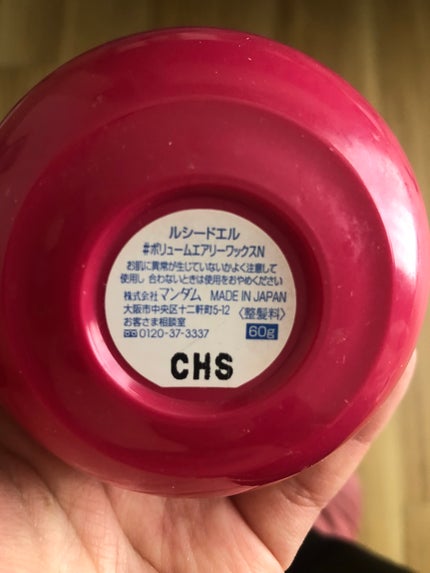 ルシードエル
#ボリュームエアリーワックスN
お肌に異常が生じていないかよく注意して
使用し 合わないときは使用をおやめください
株式会社マンダム MADE IN JAPAN
大阪市中央区十二軒町5-12 〈整髪料〉
お客さま相談室
0120-37-3337 60g
CHS